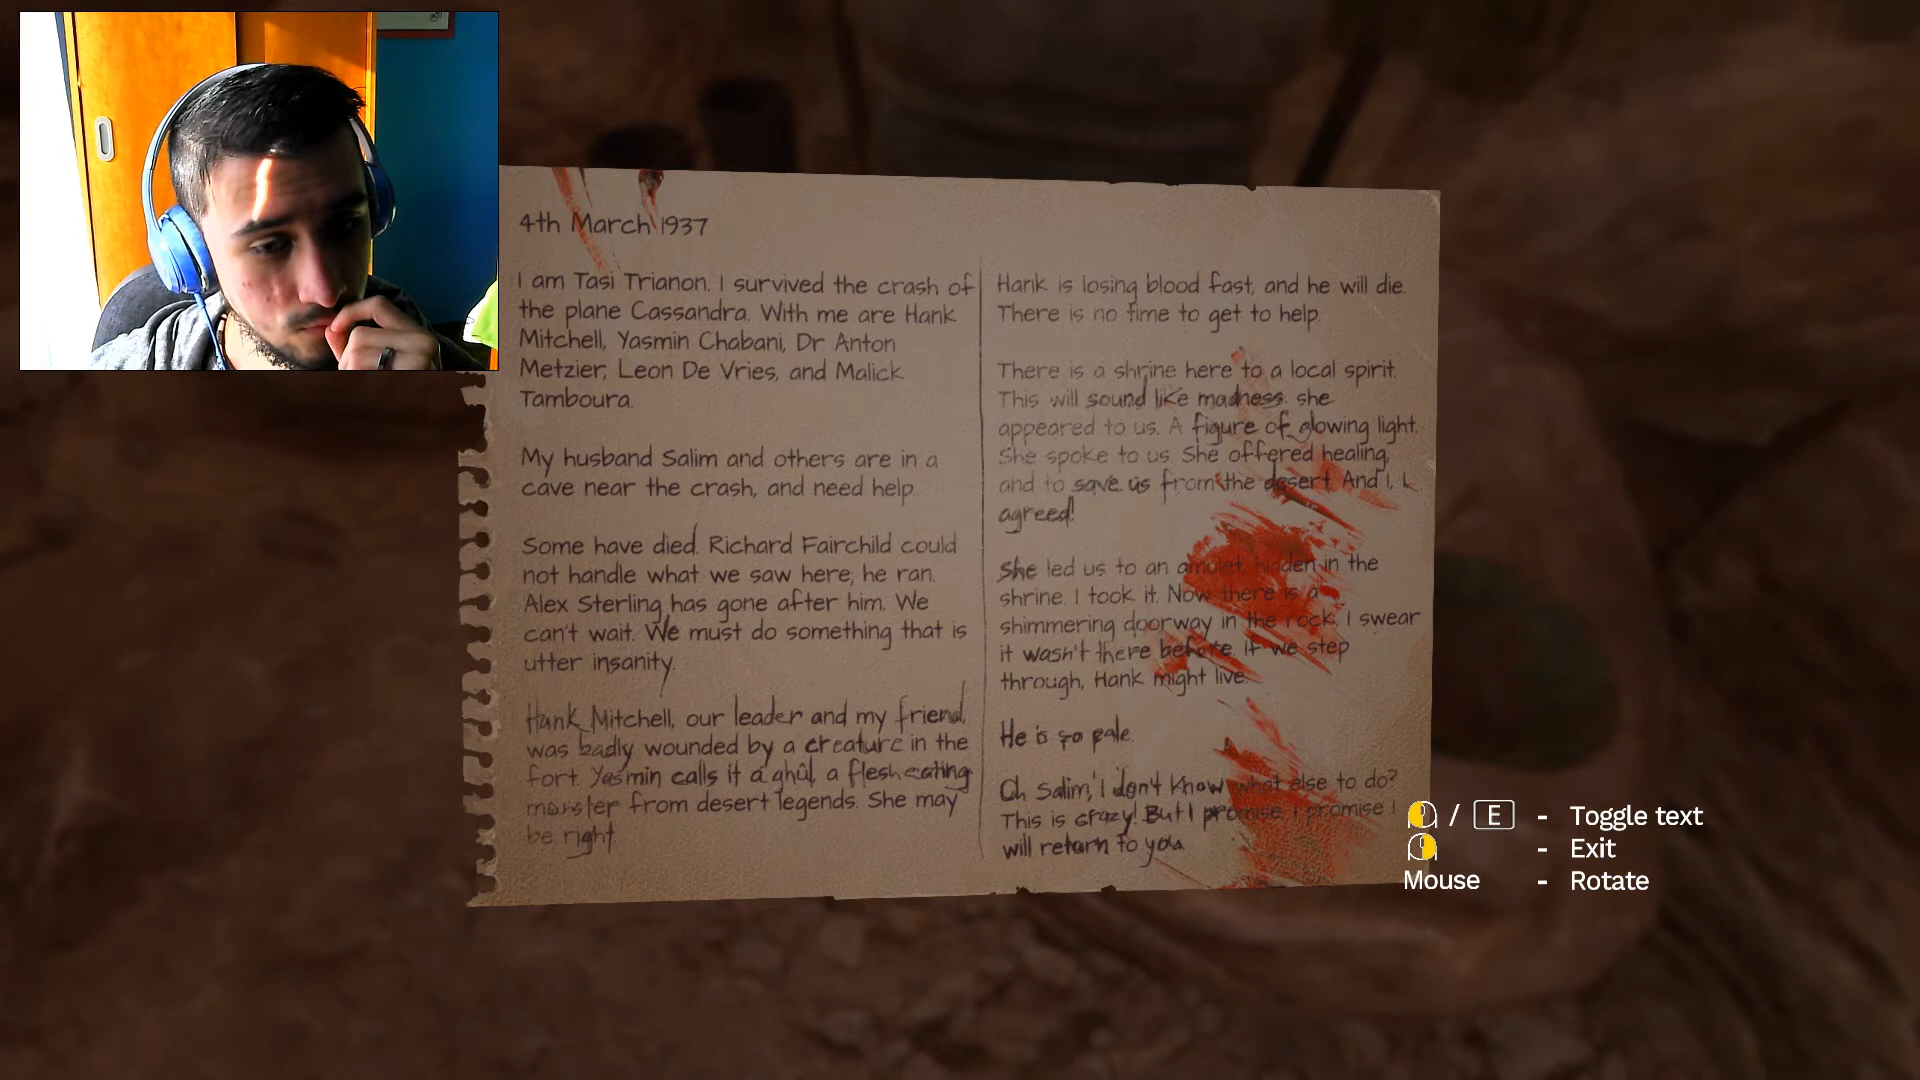 4th March 1937
I am Tasi Trianon. I survived the crash of
the plane Cassandra. With me are Hank
Mitchell, Yasmin Chabani, Dr Anton
Metzier, Leon De Vries, and Malick
Tamboura.
My husband Salim and others are in a
cave near the crash, and need help
Some have died. Richard Fairchild could
not handle what we saw here; he ran.
Alex Sterling has gone after him. We
can't wait. We must do something that is
utter insanity.
Hank Mitchell, our leader and my friend,
was badly wounded by a creature in the
fort. Yasmin calls it a ghûl, a flesh eating
monster from desert legends. She may
be right
Hank is losing blood fast, and he will die.
There is no time to get to help.
There is a shrine here to a local spirit.
This will sound like madness. she
appeared to us. A figure of glowing light.
She spoke to us. She offered healing,
and to save us from the desert. And I, I,
agreed!
She led us to an amulet, hidden in the
shrine. I took it. Now there is a
shimmering doorway in the rock. I swear
it wasn't there before. If we step
through, Hank might live.
He is so pale.
Oh Salim, I don't know what else to do?
This is crazy! But I promise, I promise I
will return to you
/ E - Toggle text
- Exit
Mouse - Rotate